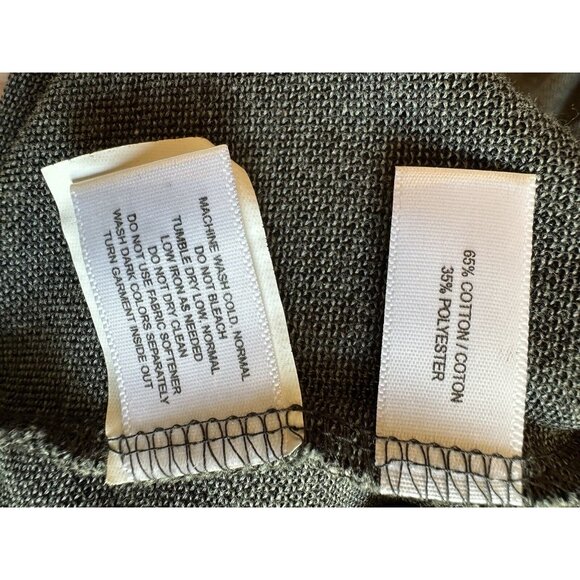 MACHINE WASH COLD, NORMAL
DO NOT BLEACH
TUMBLE DRY LOW, NORMAL
LOW IRON AS NEEDED
DO NOT DRY CLEAN
DO NOT USE FABRIC SOFTENER
WASH DARK COLORS SEPARATELY
TURN GARMENT INSIDE OUT
65% COTTON / COTON
35% POLYESTER